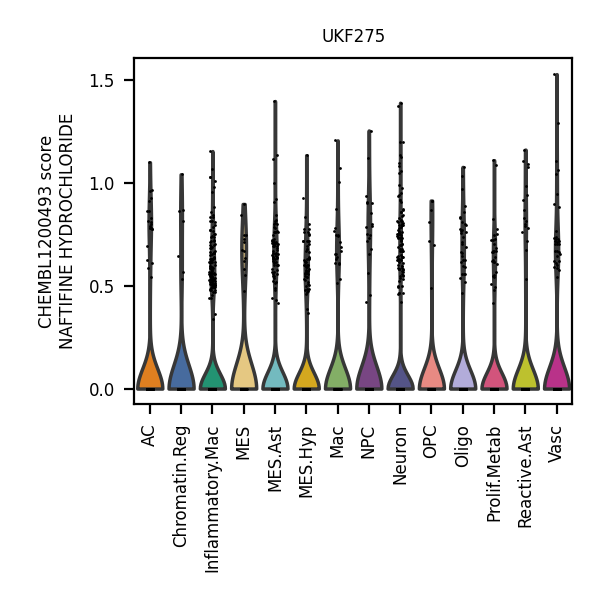 UKF275
CHEMBL1200493 score
NAFTIFINE HYDROCHLORIDE
1.5
1.0
0.5
0.0
AC
Chromatin.Reg
Inflammatory.Mac
MES
MES.Ast
MES.Hyp
Mac
NPC
Neuron
OPC
Oligo
Prolif.Metab
Reactive.Ast
Vasc